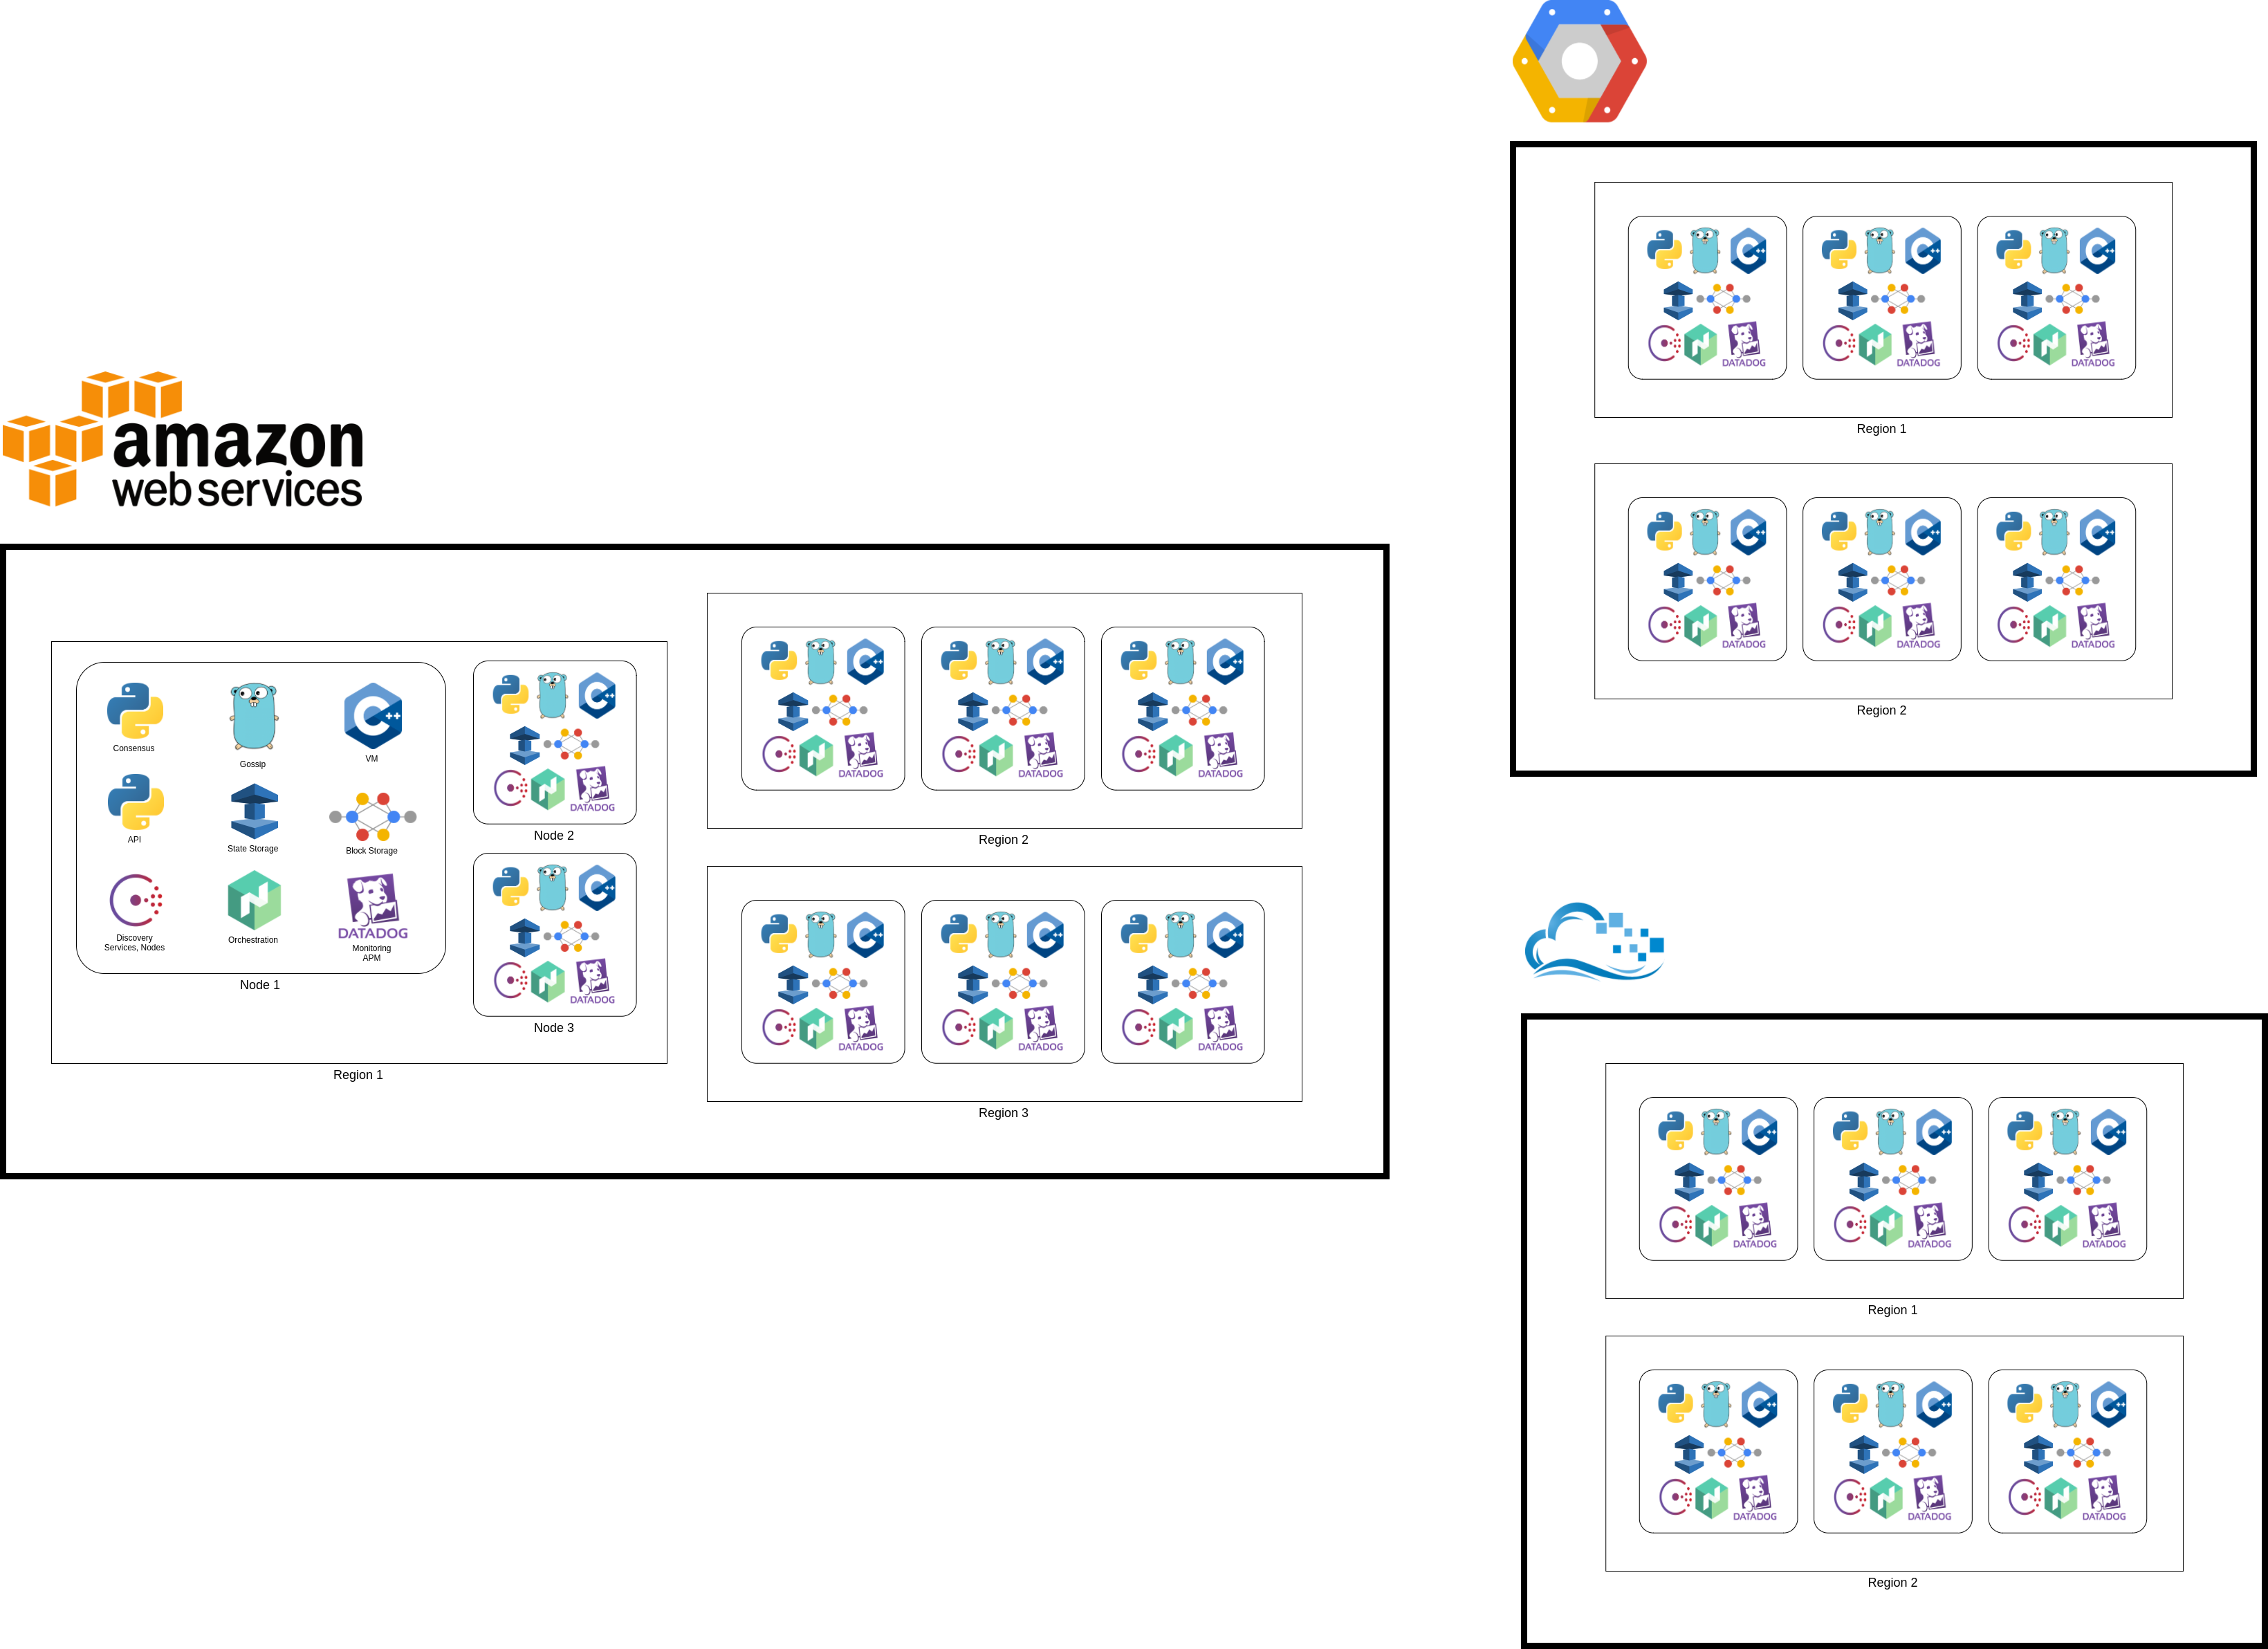 amazon
web services
Consensus
Gossip
VM
API
State Storage
Block Storage
Discovery
Services, Nodes
Orchestration
DATADOG
Monitoring
APM
Node 1
DATADOG
Node 2
DATADOG
Node 3
Region 1
DATADOG
DATADOG
DATADOG
Region 2
DATADOG
DATADOG
DATADOG
Region 3
DATADOG
DATADOG
DATADOG
Region 1
DATADOG
DATADOG
DATADOG
Region 2
DATADOG
DATADOG
DATADOG
Region 1
DATADOG
DATADOG
DATADOG
Region 2